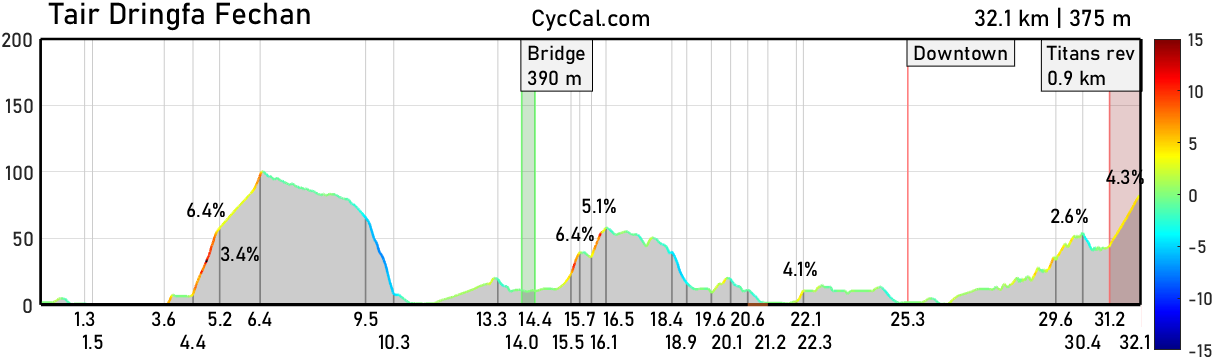 Tair Dringfa Fechan
CycCal.com
32.1 km | 375 m
200
150
100
50
0
Bridge
390 m
Downtown
Titans rev
0.9 km
6.4%
3.4%
6.4%
5.1%
4.1%
2.6%
4.3%
1.3 3.6 5.2 6.4 9.5 13.3 14.4 15.7 16.5 18.4 19.6 20.6 22.1 25.3 29.6 31.2
1.5 4.4 10.3 14.0 15.5 16.1 18.9 20.1 21.2 22.3 30.4 32.1
15
10
5
0
−5
−10
−15